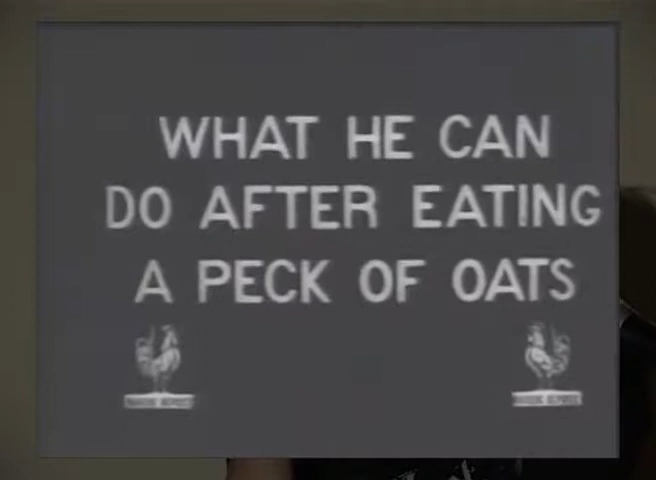 WHAT HE CAN
DO AFTER EATING
A PECK OF OATS